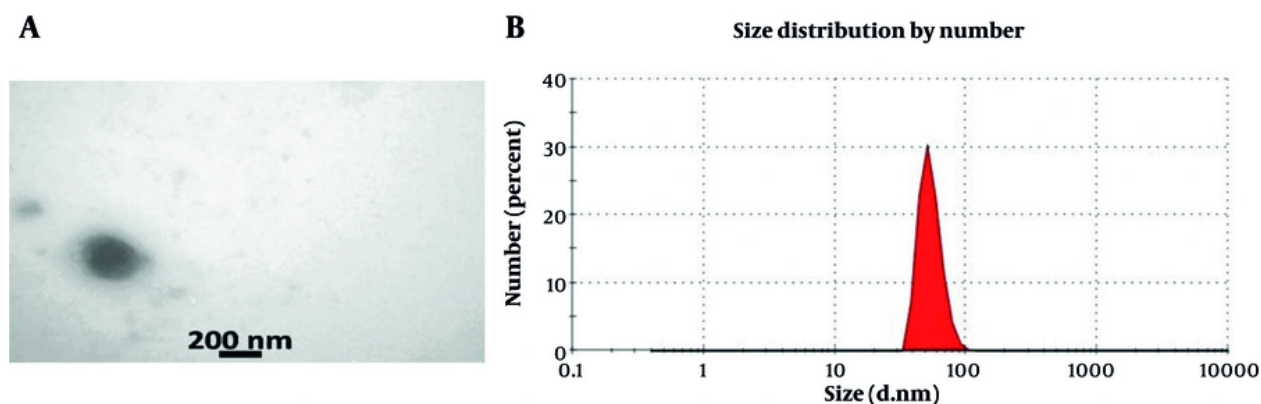 A
200 nm
B
Size distribution by number
Number (percent)
40
30
20
10
0
0.1 1 10 100 1000 10000
Size (d.nm)